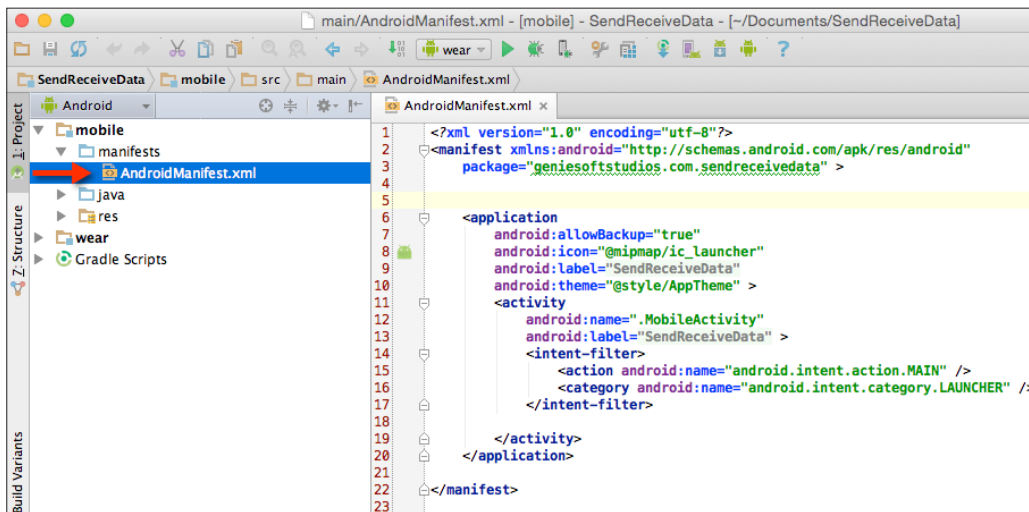 main/AndroidManifest.xml - [mobile] - SendReceiveData - [~/Documents/SendReceiveData]
wear
SendReceiveData mobile src main AndroidManifest.xml
1: Project
Z: Structure
Build Variants
Android
mobile
manifests
AndroidManifest.xml
java
res
wear
Gradle Scripts
AndroidManifest.xml ×
1 <?xml version="1.0" encoding="utf-8"?>
2 <manifest xmlns:android="http://schemas.android.com/apk/res/android"
3 package="geniesoftstudios.com.sendreceivedata" >
4
5
6 <application
7 android:allowBackup="true"
8 android:icon="@mipmap/ic_launcher"
9 android:label="SendReceiveData"
10 android:theme="@style/AppTheme" >
11 <activity
12 android:name=".MobileActivity"
13 android:label="SendReceiveData" >
14 <intent-filter>
15 <action android:name="android.intent.action.MAIN" />
16 <category android:name="android.intent.category.LAUNCHER" />
17 </intent-filter>
18
19 </activity>
20 </application>
21
22 </manifest>
23